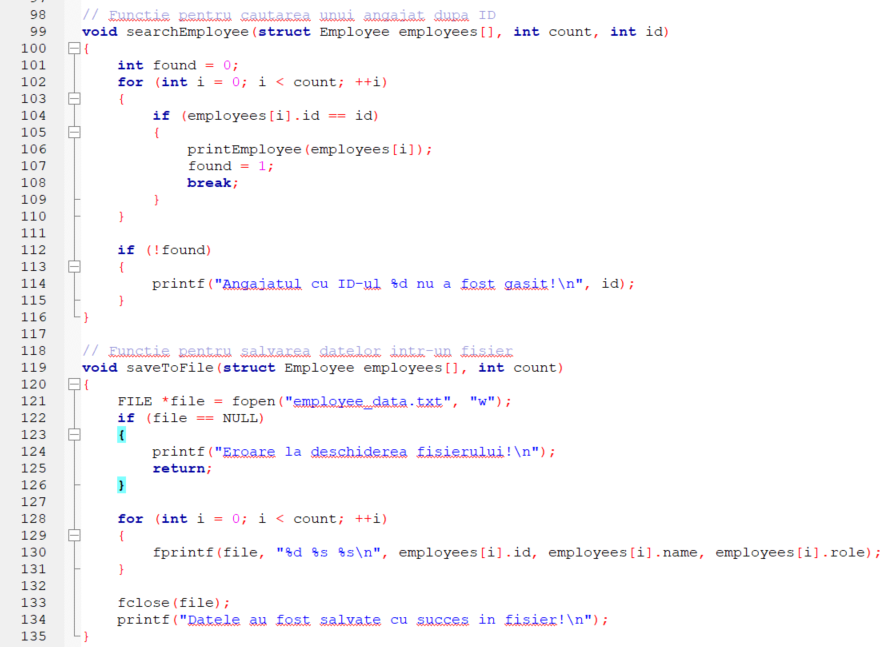 98 // Functie pentru cautarea unui angajat dupa ID
99 void searchEmployee(struct Employee employees[], int count, int id)
100 {
101 int found = 0;
102 for (int i = 0; i < count; ++i)
103 {
104 if (employees[i].id == id)
105 {
106 printEmployee(employees[i]);
107 found = 1;
108 break;
109 }
110 }
111
112 if (!found)
113 {
114 printf("Angajatul cu ID-ul %d nu a fost gasit!\n", id);
115 }
116 }
117
118 // Functie pentru salvarea datelor intr-un fisier
119 void saveToFile(struct Employee employees[], int count)
120 {
121 FILE *file = fopen("employee_data.txt", "w");
122 if (file == NULL)
123 {
124 printf("Eroare la deschiderea fisierului!\n");
125 return;
126 }
127
128 for (int i = 0; i < count; ++i)
129 {
130 fprintf(file, "%d %s %s\n", employees[i].id, employees[i].name, employees[i].role);
131 }
132
133 fclose(file);
134 printf("Datele au fost salvate cu succes in fisier!\n");
135 }